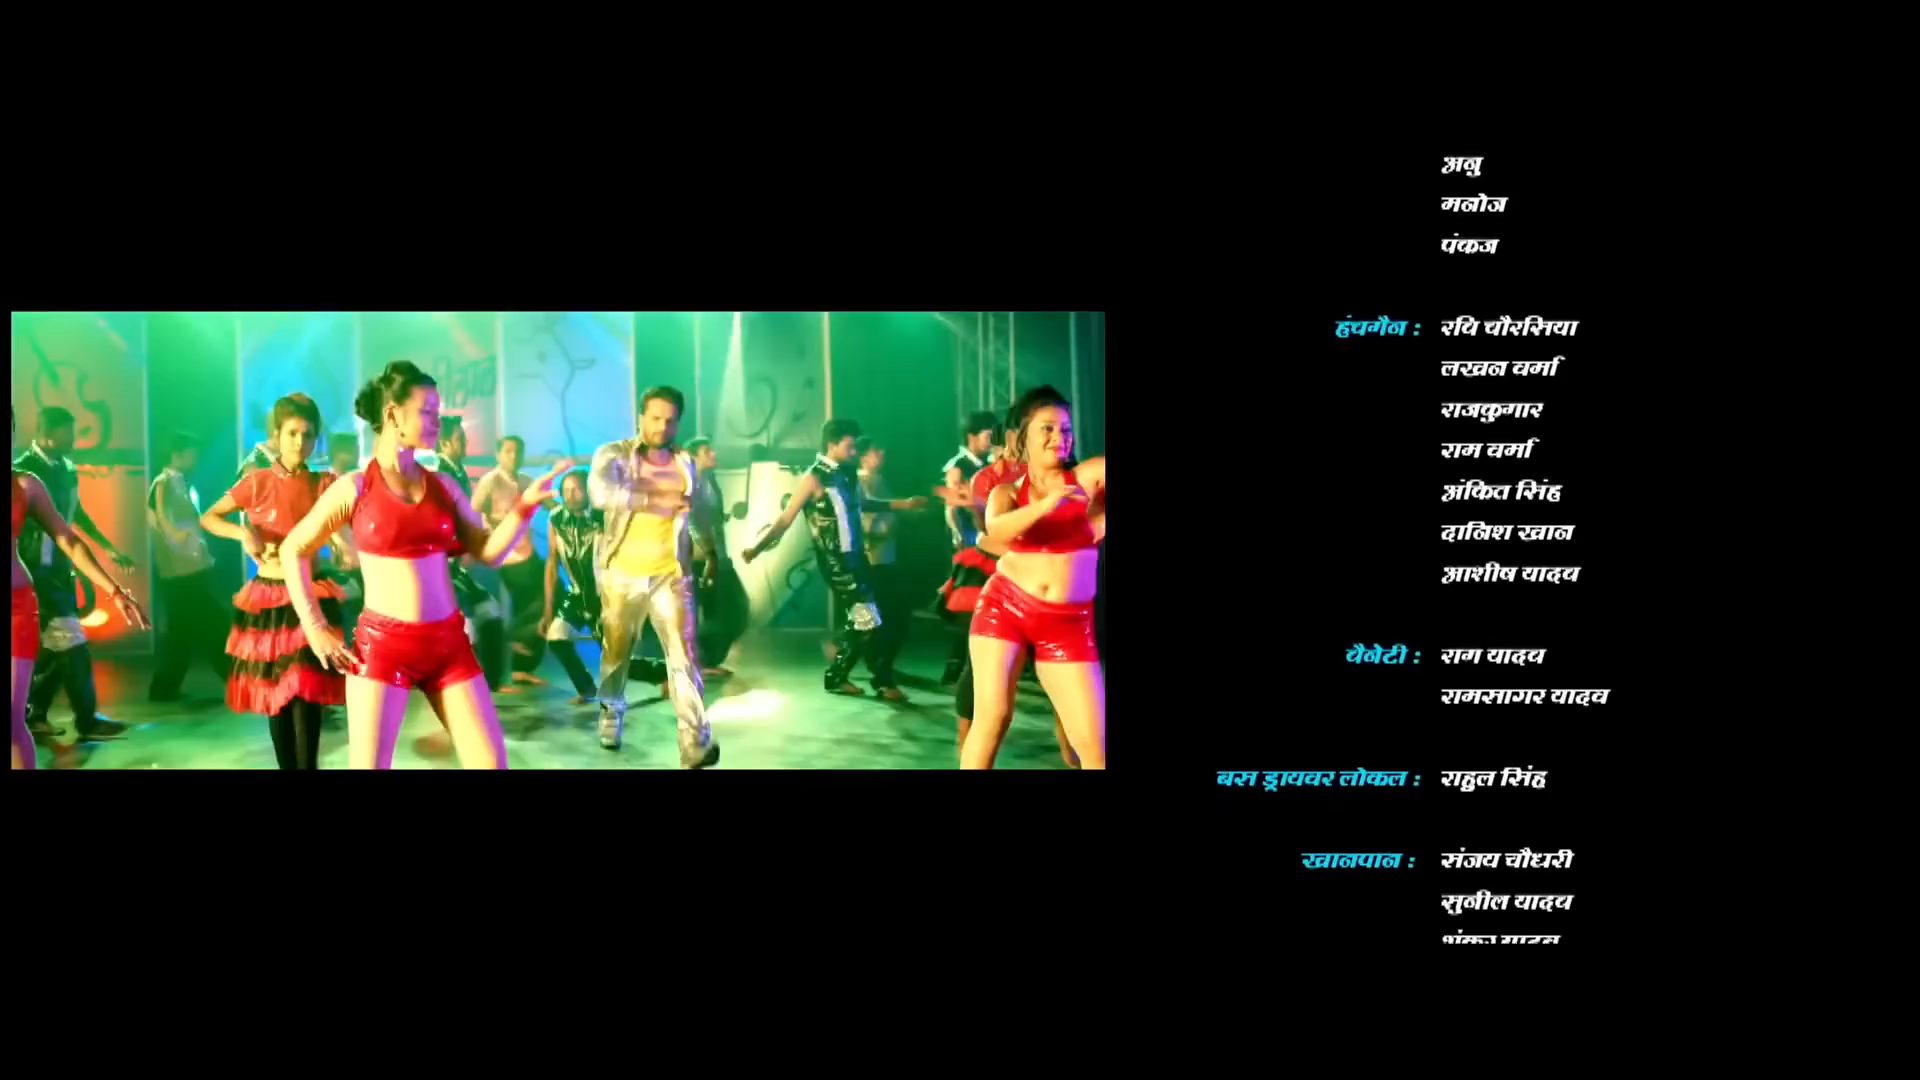 अनु
मनोज
पंकज
हंचमैन : रवि चौरसिया
लखन वर्मा
राजकुमार
राम वर्मा
अंकित सिंह
दानिश खान
आशीष यादव
वैनेटी : राम यादव
रामसागर यादव
बस ड्रायवर लोकल : राहुल सिंह
खानपान : संजय चौधरी
सुनील यादव